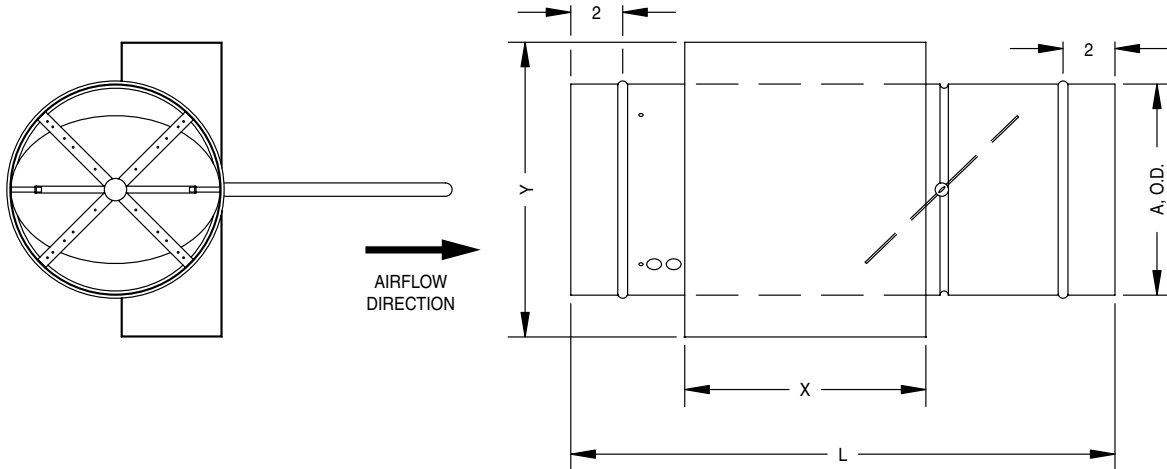 2
2
Y
A, O.D.
AIRFLOW
DIRECTION
X
L